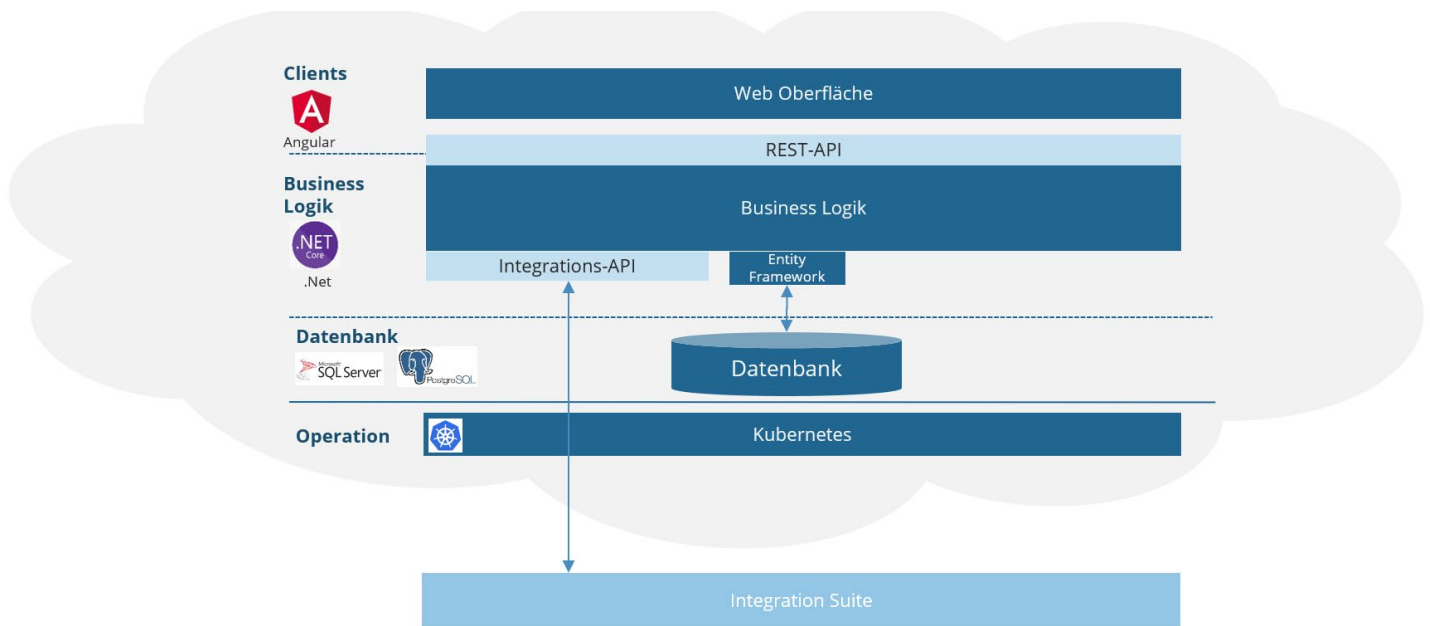 Clients
Angular
Web Oberfläche
REST-API
Business
Logik
.NET
Core
.Net
Business Logik
Integrations-API
Entity
Framework
Datenbank
Microsoft
SQL Server
PostgreSQL
Datenbank
Operation
Kubernetes
Integration Suite